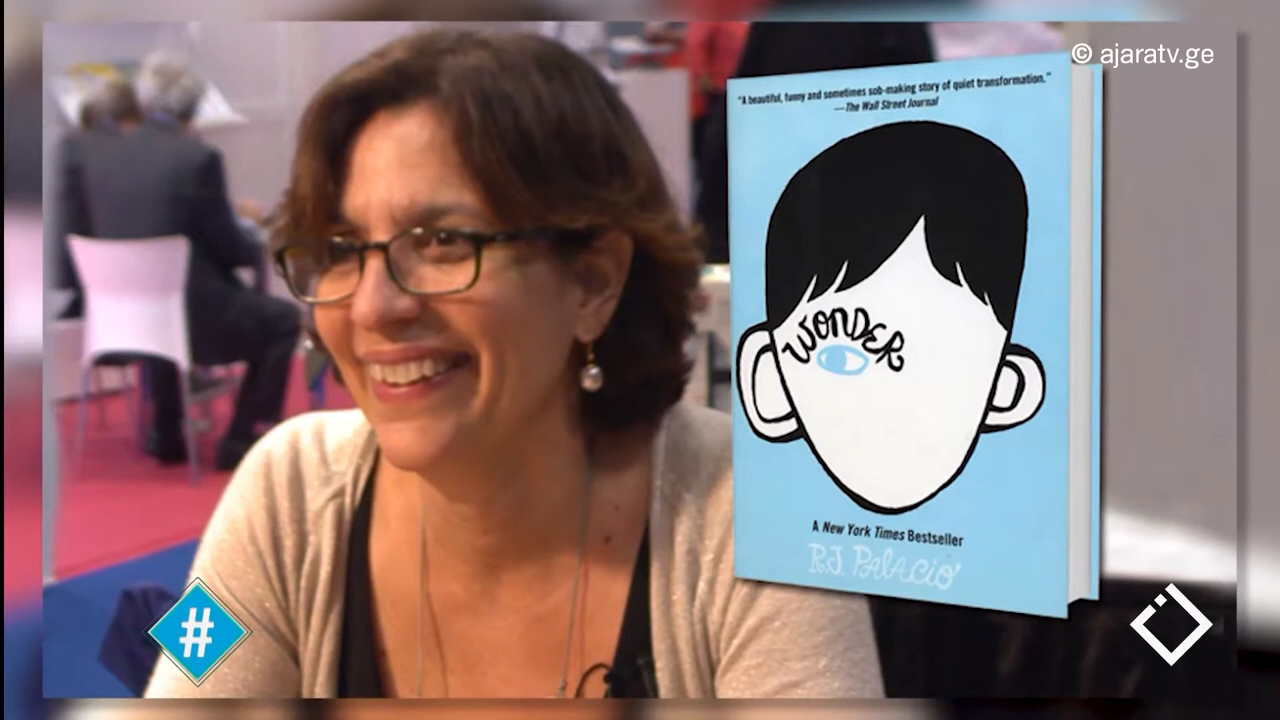 © ajaratv.ge
"A beautiful, funny and sometimes sob-making story of quiet transformation."
—The Wall Street Journal
WONDER
A New York Times Bestseller
R.J. PALACIO
#